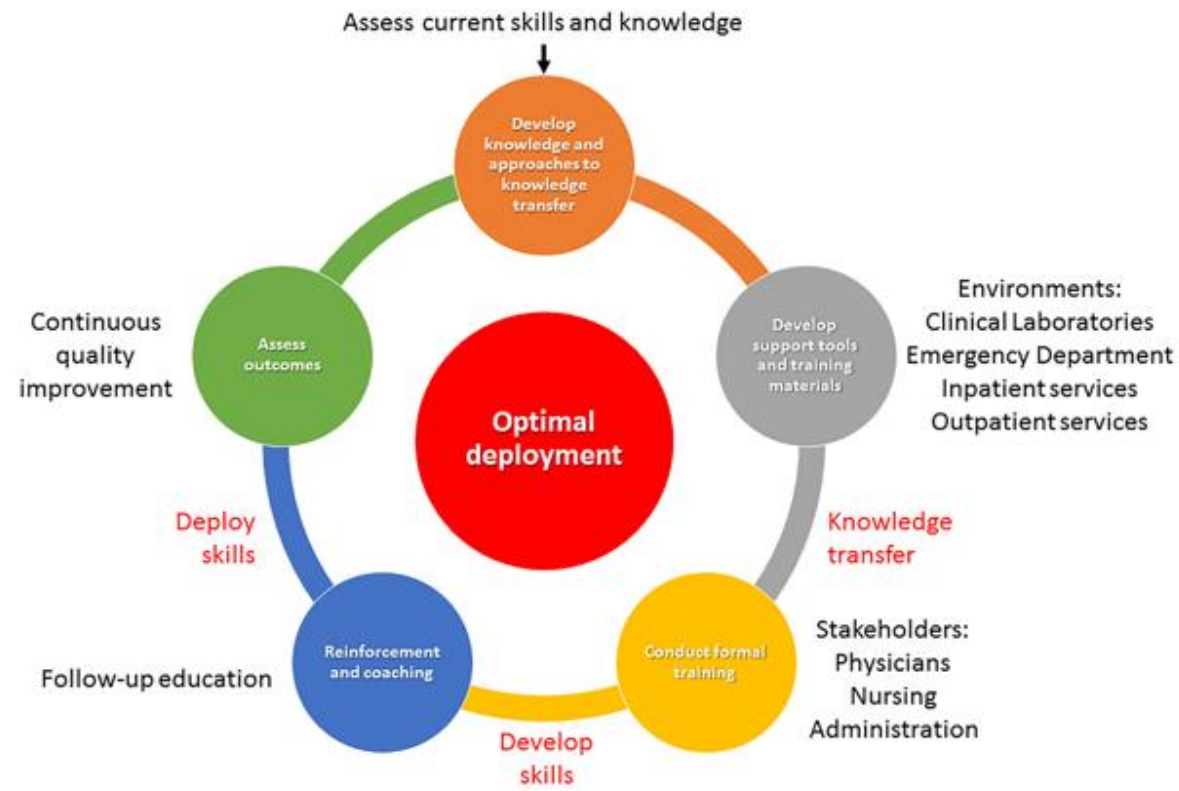 Assess current skills and knowledge
Develop
knowledge and
approaches to
knowledge
transfer
Develop
support tools
and training
materials
Environments:
Clinical Laboratories
Emergency Department
Inpatient services
Outpatient services
Knowledge
transfer
Conduct formal
training
Stakeholders:
Physicians
Nursing
Administration
Develop
skills
Reinforcement
and coaching
Follow-up education
Deploy
skills
Assess
outcomes
Continuous
quality
improvement
Optimal
deployment